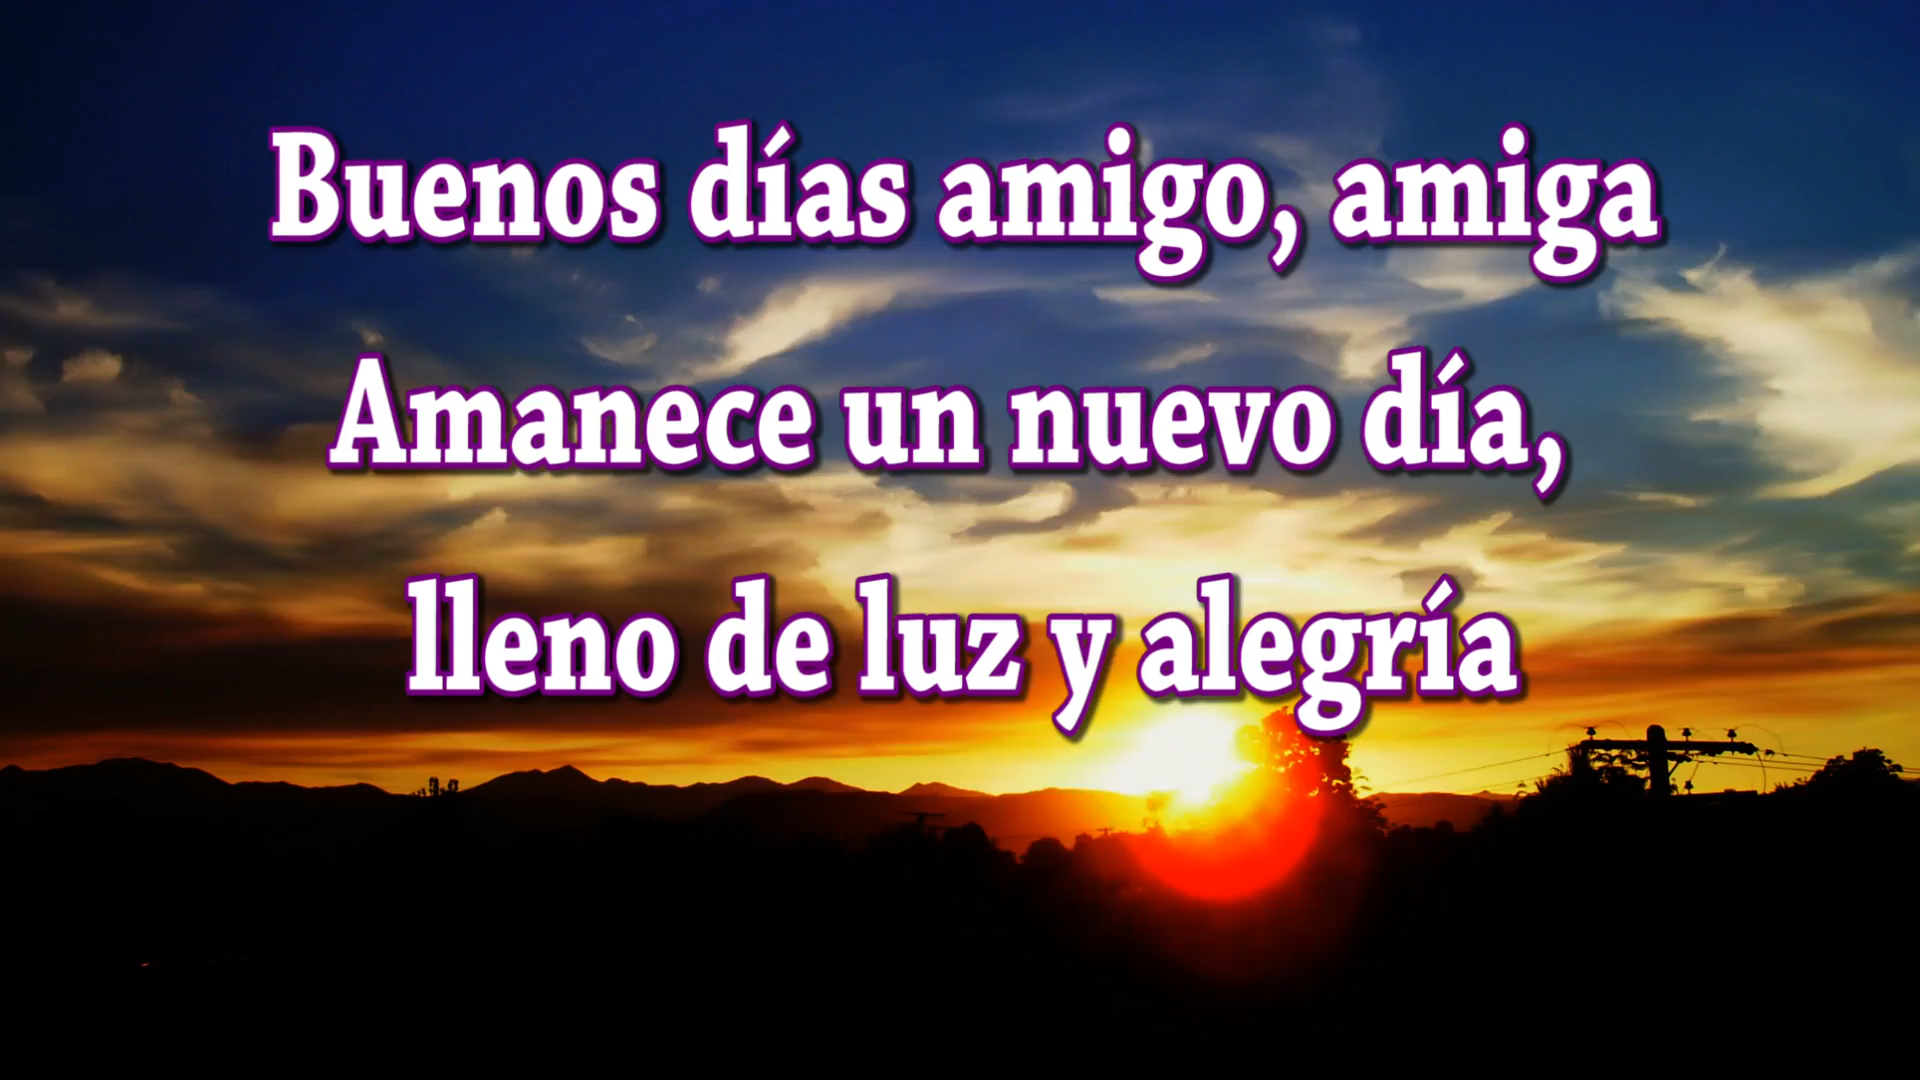 Buenos días amigo, amiga
Amanece un nuevo día,
lleno de luz y alegría